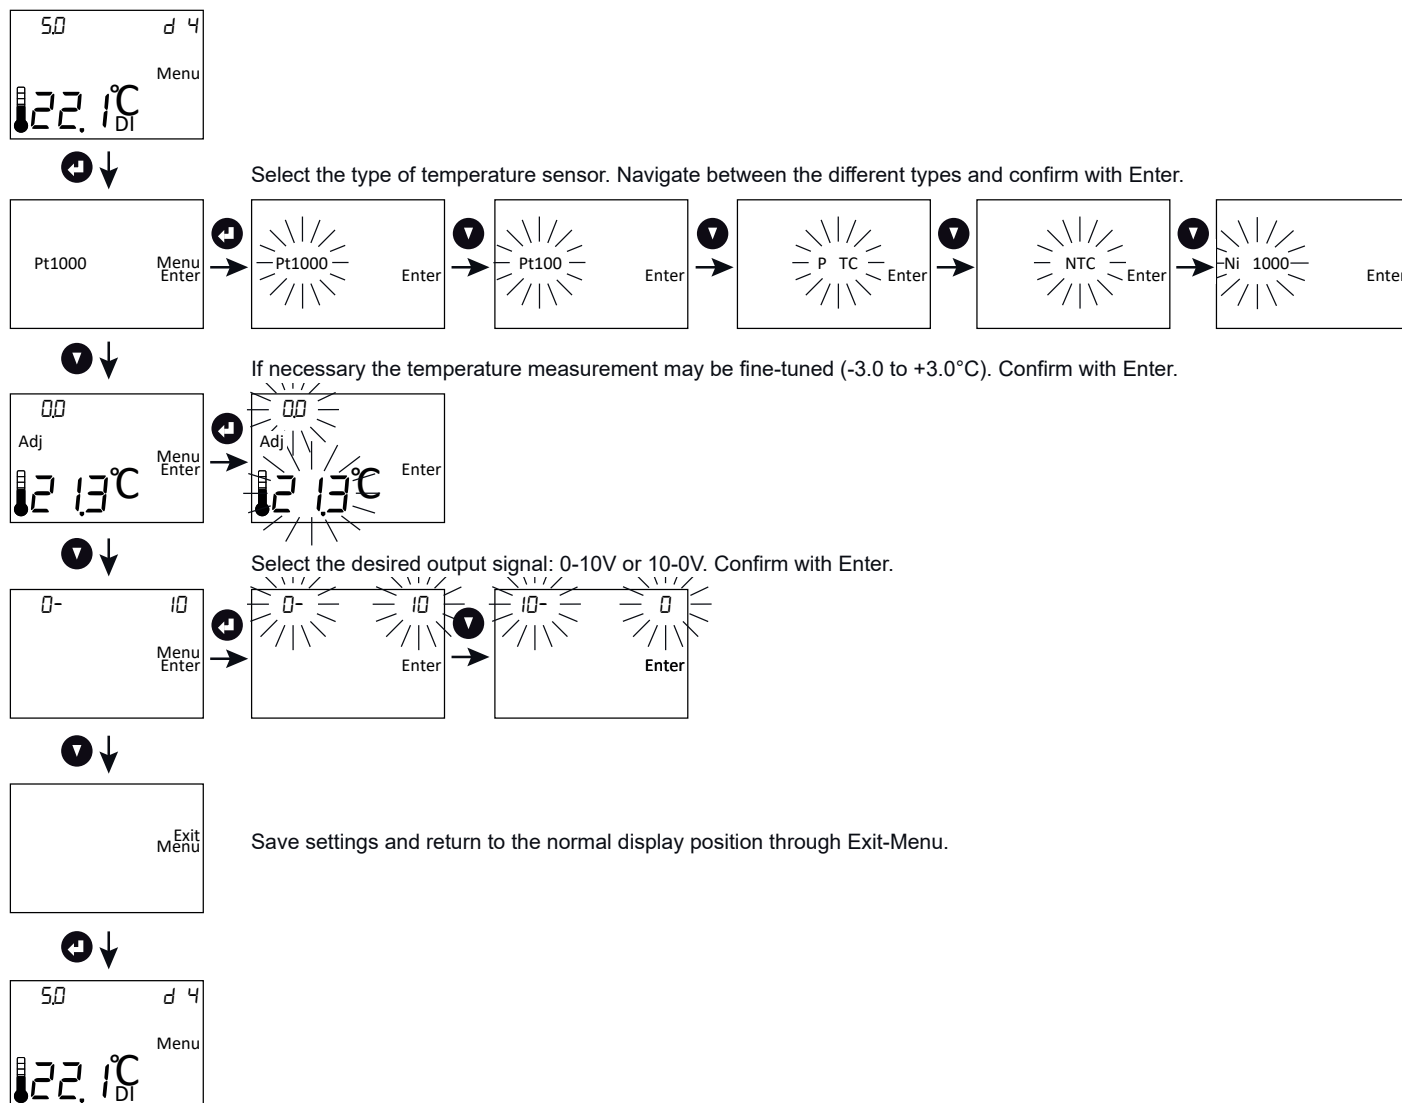 5.0 d 4
Menu
22.1°C
DI
Select the type of temperature sensor. Navigate between the different types and confirm with Enter.
Pt1000 Menu
Enter
Pt1000 Enter
Pt100 Enter
P TC Enter
NTC Enter
Ni 1000 Enter
If necessary the temperature measurement may be fine-tuned (-3.0 to +3.0°C). Confirm with Enter.
0.0
Adj
Menu
Enter
21.3°C
0.0
Adj
Enter
21.3°C
Select the desired output signal: 0-10V or 10-0V. Confirm with Enter.
0- 10
Menu
Enter
0- 10
Enter
10- 0
Enter
Exit
Menu
Save settings and return to the normal display position through Exit-Menu.
5.0 d 4
Menu
22.1°C
DI